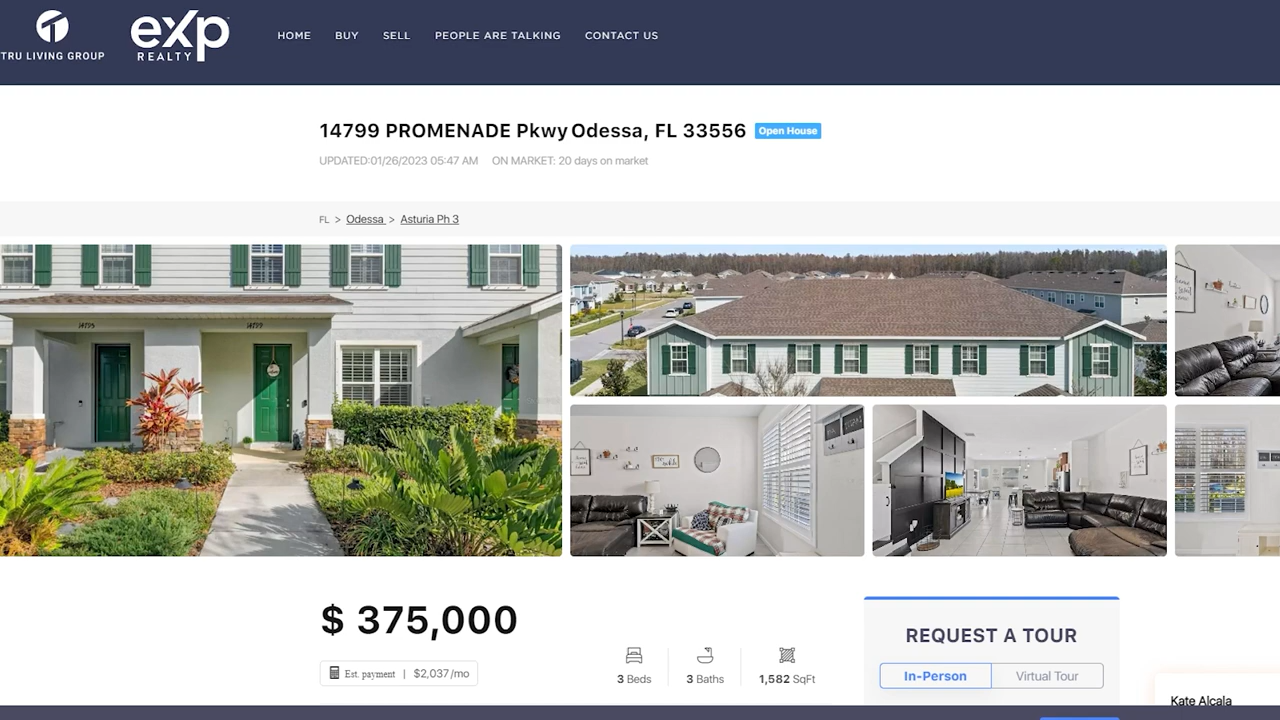 TRU LIVING GROUP
eXp
REALTY
HOME BUY SELL PEOPLE ARE TALKING CONTACT US
14799 PROMENADE Pkwy Odessa, FL 33556 Open House
UPDATED:01/26/2023 05:47 AM ON MARKET: 20 days on market
FL > Odessa > Asturia Ph 3
14795 14799
$ 375,000
Est. payment | $2,037/mo
3 Beds 3 Baths 1,582 SqFt
REQUEST A TOUR
In-Person Virtual Tour
Kate Alcala